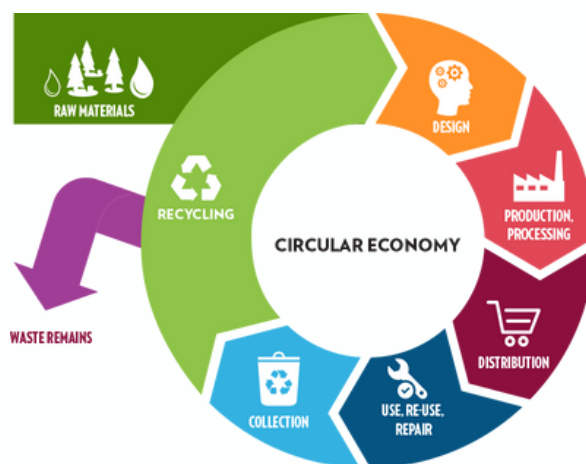 RAW MATERIALS
DESIGN
RECYCLING
PRODUCTION,
PROCESSING
CIRCULAR ECONOMY
WASTE REMAINS
DISTRIBUTION
COLLECTION
USE, RE-USE,
REPAIR